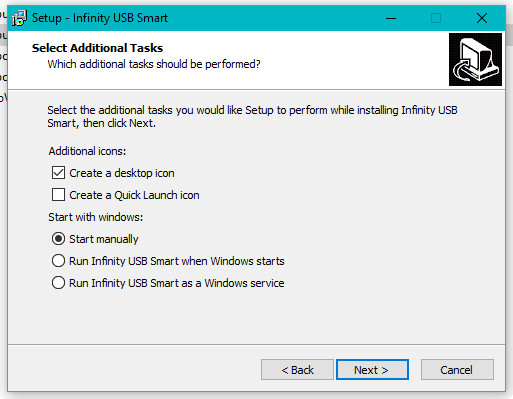 Setup - Infinity USB Smart
Select Additional Tasks
Which additional tasks should be performed?
Select the additional tasks you would like Setup to perform while installing Infinity USB
Smart, then click Next.
Additional icons:
Create a desktop icon
Create a Quick Launch icon
Start with windows:
Start manually
Run Infinity USB Smart when Windows starts
Run Infinity USB Smart as a Windows service
< Back
Next >
Cancel